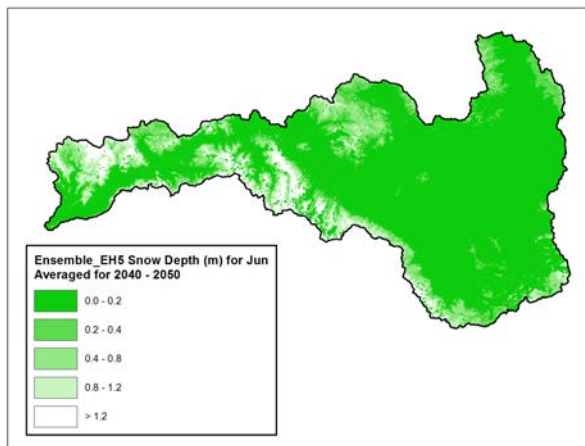 Ensemble_EH5 Snow Depth (m) for Jun
Averaged for 2040 - 2050
0.0 - 0.2
0.2 - 0.4
0.4 - 0.8
0.8 - 1.2
> 1.2